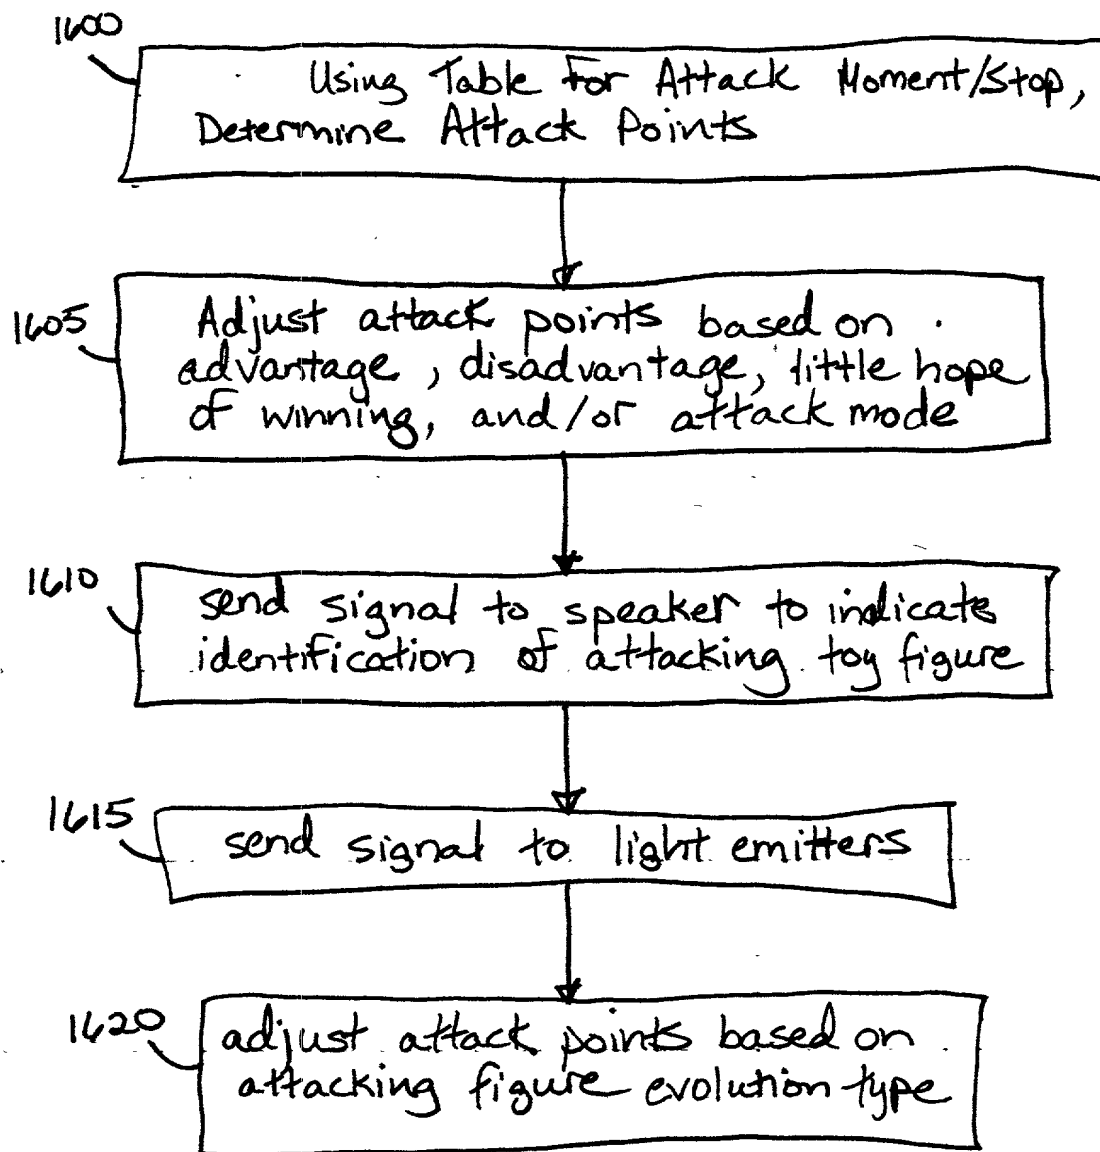 1600
Using Table for Attack Moment/Stop,
Determine Attack Points
1605
Adjust attack points based on
advantage, disadvantage, little hope
of winning, and/or attack mode
1610
send signal to speaker to indicate
identification of attacking toy figure
1615
send signal to light emitters
1620
adjust attack points based on
attacking figure evolution type